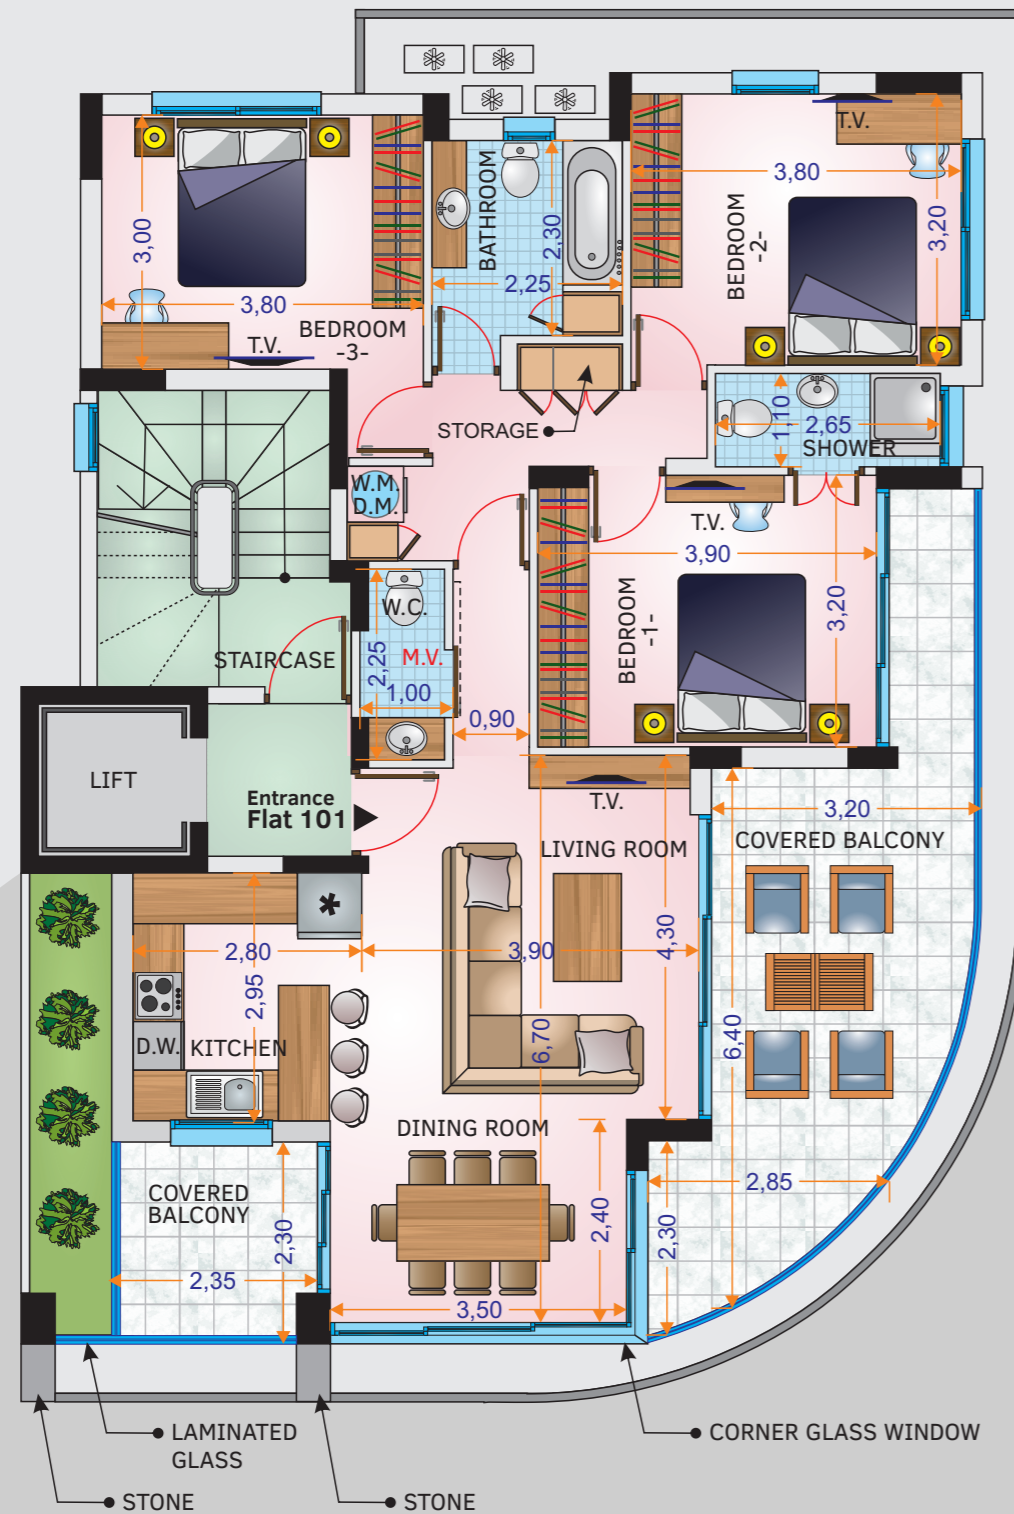 T.V.
3,80
BATHROOM
2,30
2,25
BEDROOM
-2-
3,20
3,00
3,80
BEDROOM
-3-
T.V.
STORAGE
1,10
2,65
SHOWER
W.M.
D.M.
T.V.
3,90
BEDROOM
-1-
3,20
W.C.
2,25
M.V.
1,00
STAIRCASE
0,90
LIFT
Entrance
Flat 101
T.V.
3,20
LIVING ROOM
COVERED BALCONY
2,80
3,90
4,30
2,95
6,70
6,40
D.W.
KITCHEN
DINING ROOM
COVERED
BALCONY
2,30
2,35
2,40
2,30
2,85
3,50
LAMINATED
GLASS
CORNER GLASS WINDOW
STONE
STONE